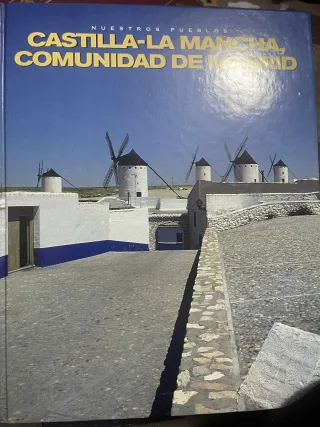 NUESTROS PUEBLOS
CASTILLA-LA MANCHA,
COMUNIDAD DE MADRID